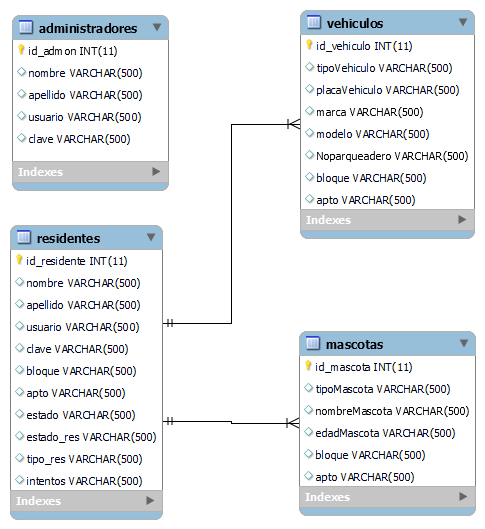 administradores
id_admon INT(11)
nombre VARCHAR(500)
apellido VARCHAR(500)
usuario VARCHAR(500)
clave VARCHAR(500)
Indexes
vehiculos
id_vehiculo INT(11)
tipoVehiculo VARCHAR(500)
placaVehiculo VARCHAR(500)
marca VARCHAR(500)
modelo VARCHAR(500)
Noparqueadero VARCHAR(500)
bloque VARCHAR(500)
apto VARCHAR(500)
Indexes
residentes
id_residente INT(11)
nombre VARCHAR(500)
apellido VARCHAR(500)
usuario VARCHAR(500)
clave VARCHAR(500)
bloque VARCHAR(500)
apto VARCHAR(500)
estado VARCHAR(500)
estado_res VARCHAR(500)
tipo_res VARCHAR(500)
intentos VARCHAR(500)
Indexes
mascotas
id_mascota INT(11)
tipoMascota VARCHAR(500)
nombreMascota VARCHAR(500)
edadMascota VARCHAR(500)
bloque VARCHAR(500)
apto VARCHAR(500)
Indexes